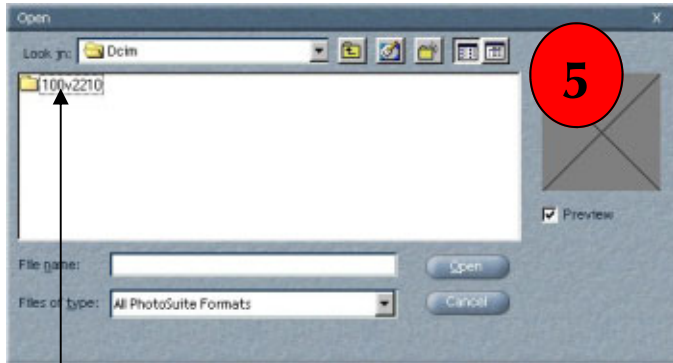 Open X
Look in: Dcim
5
100v2210
Preview
File name: Open
Files of type: All PhotoSuite Formats Cancel